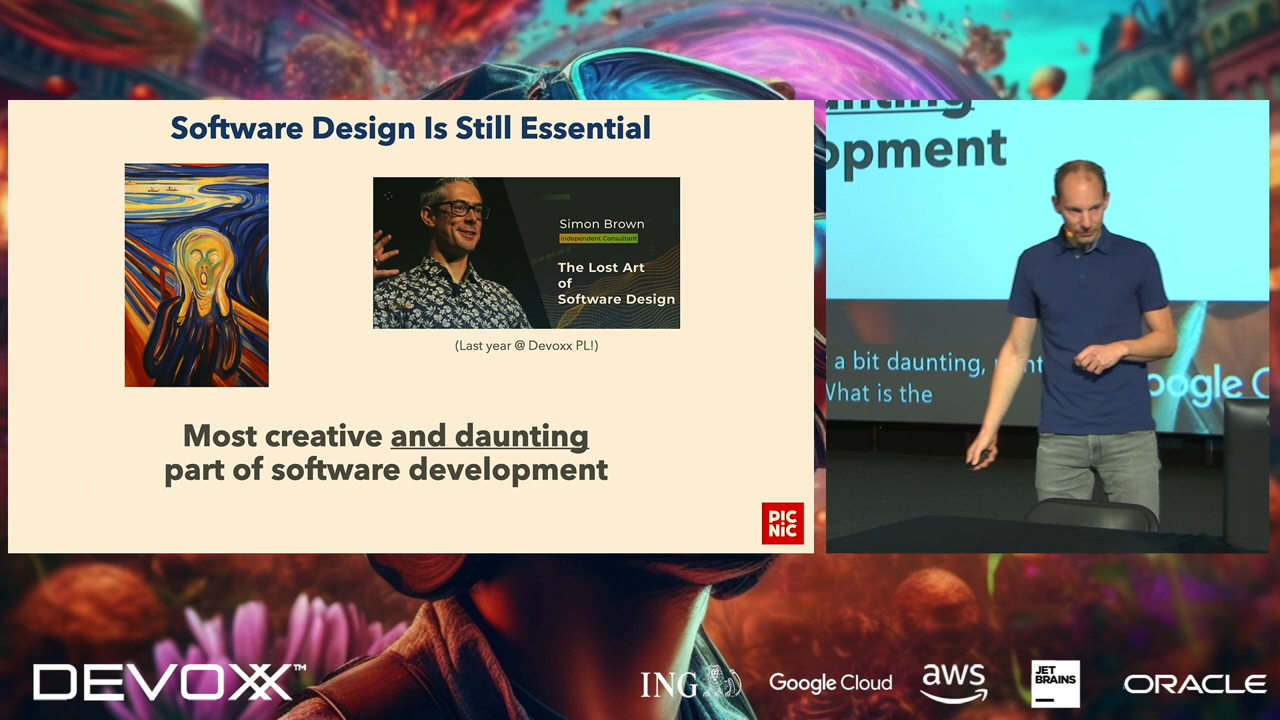 Software Design Is Still Essential
Simon Brown
Independent Consultant
The Lost Art
of
Software Design
(Last year @ Devoxx PL!)
Most creative and daunting
part of software development
PIC
NiC
opment
a bit daunting,
What is the
oogle C
DEVOXX™
ING
Google Cloud
aws
JET
BRAINS
ORACLE